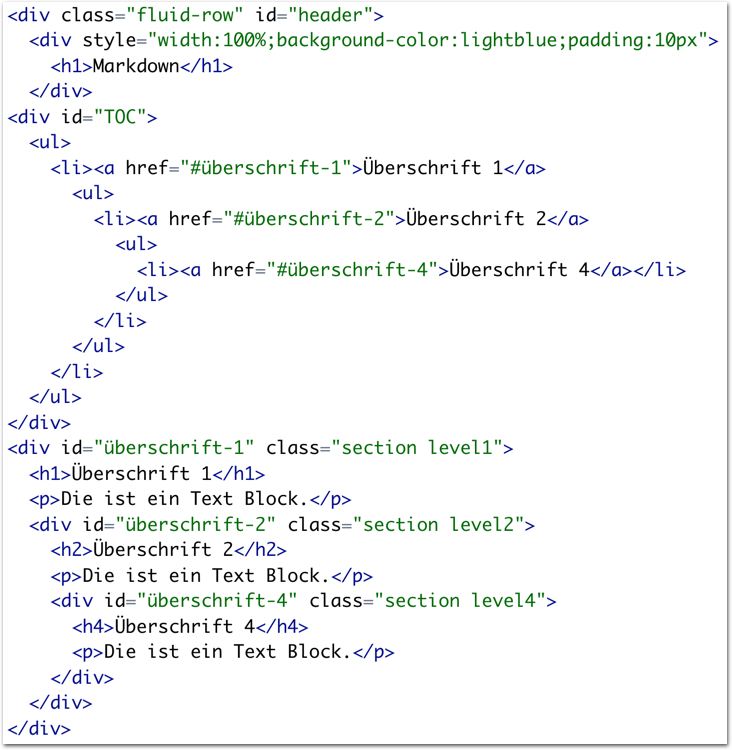 <div class="fluid-row" id="header">
  <div style="width:100%;background-color:lightblue;padding:10px">
    <h1>Markdown</h1>
  </div>
<div id="TOC">
  <ul>
    <li><a href="#überschrift-1">Überschrift 1</a>
      <ul>
        <li><a href="#überschrift-2">Überschrift 2</a>
          <ul>
            <li><a href="#überschrift-4">Überschrift 4</a></li>
          </ul>
        </li>
      </ul>
    </li>
  </ul>
</div>
<div id="überschrift-1" class="section level1">
  <h1>Überschrift 1</h1>
  <p>Die ist ein Text Block.</p>
  <div id="überschrift-2" class="section level2">
    <h2>Überschrift 2</h2>
    <p>Die ist ein Text Block.</p>
    <div id="überschrift-4" class="section level4">
      <h4>Überschrift 4</h4>
      <p>Die ist ein Text Block.</p>
    </div>
  </div>
</div>